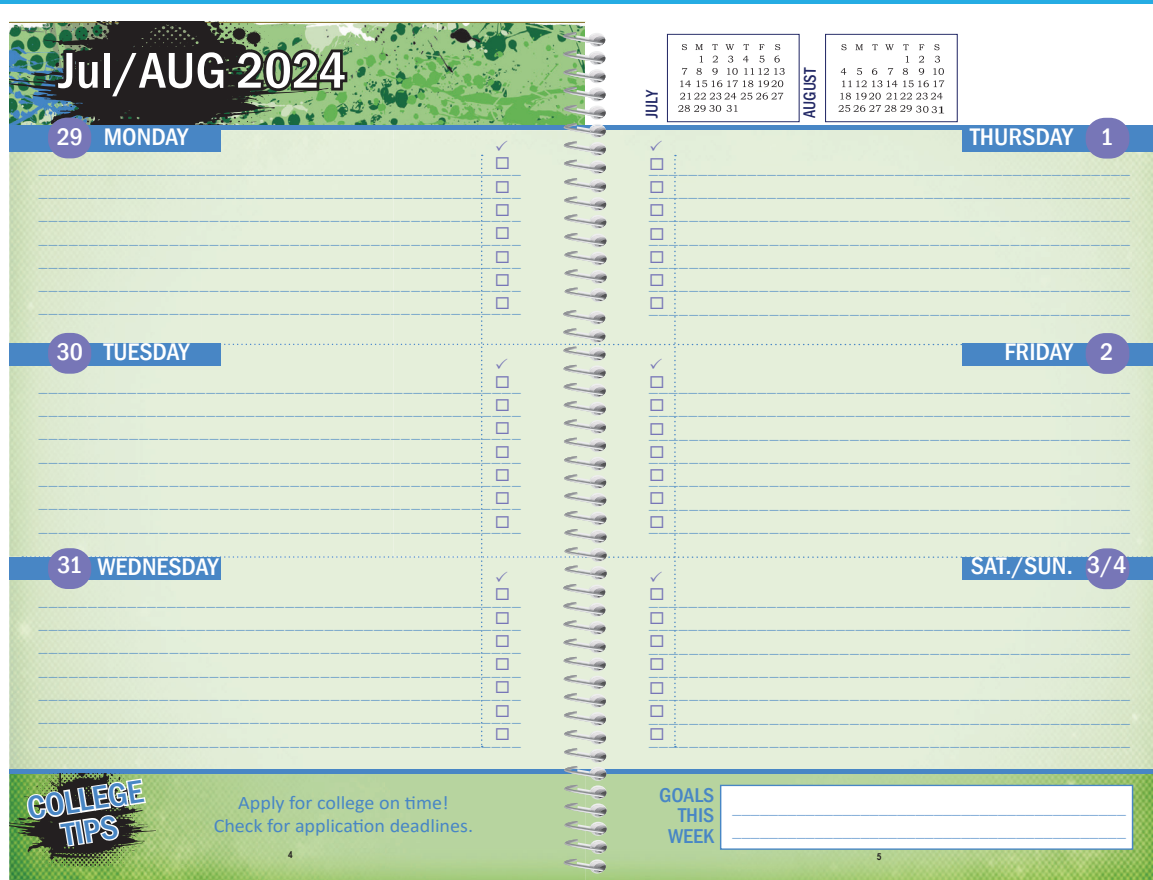 Jul/AUG 2024
JULY
S M T W T F S
1 2 3 4 5 6
7 8 9 10 11 12 13
14 15 16 17 18 19 20
21 22 23 24 25 26 27
28 29 30 31
AUGUST
S M T W T F S
1 2 3
4 5 6 7 8 9 10
11 12 13 14 15 16 17
18 19 20 21 22 23 24
25 26 27 28 29 30 31
29 MONDAY
✓
30 TUESDAY
✓
31 WEDNESDAY
✓
THURSDAY 1
✓
FRIDAY 2
✓
SAT./SUN. 3/4
✓
COLLEGE
TIPS
Apply for college on time!
Check for application deadlines.
4
GOALS
THIS
WEEK
5